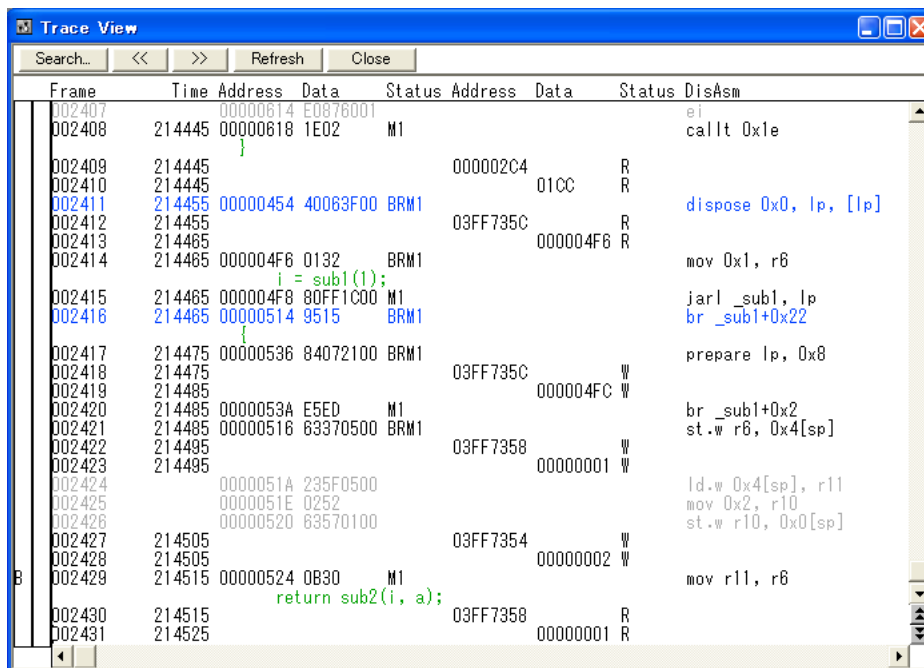 Trace View
Search... << >> Refresh Close
Frame Time Address Data Status Address Data Status DisAsm
002407 00000614 E0876001 ei
002408 214445 00000618 1E02 M1 callt 0x1e
}
002409 214445 000002C4 R
002410 214445 01CC R
002411 214455 00000454 40063F00 BRM1 dispose 0x0, lp, [lp]
002412 214455 03FF735C R
002413 214465 000004F6 R
002414 214465 000004F6 0132 BRM1 mov 0x1, r6
i = sub1(1);
002415 214465 000004F8 80FF1C00 M1 jarl _sub1, lp
002416 214465 00000514 9515 BRM1 br _sub1+0x22
{
002417 214475 00000536 84072100 BRM1 prepare lp, 0x8
002418 214475 03FF735C W
002419 214485 000004FC W
002420 214485 0000053A E5ED M1 br _sub1+0x2
002421 214485 00000516 63370500 BRM1 st.w r6, 0x4[sp]
002422 214495 03FF7358 W
002423 214495 00000001 W
002424 0000051A 235F0500 ld.w 0x4[sp], r11
002425 0000051E 0252 mov 0x2, r10
002426 00000520 63570100 st.w r10, 0x0[sp]
002427 214505 03FF7354 W
002428 214505 00000002 W
B 002429 214515 00000524 0B30 M1 mov r11, r6
return sub2(i, a);
002430 214515 03FF7358 R
002431 214525 00000001 R